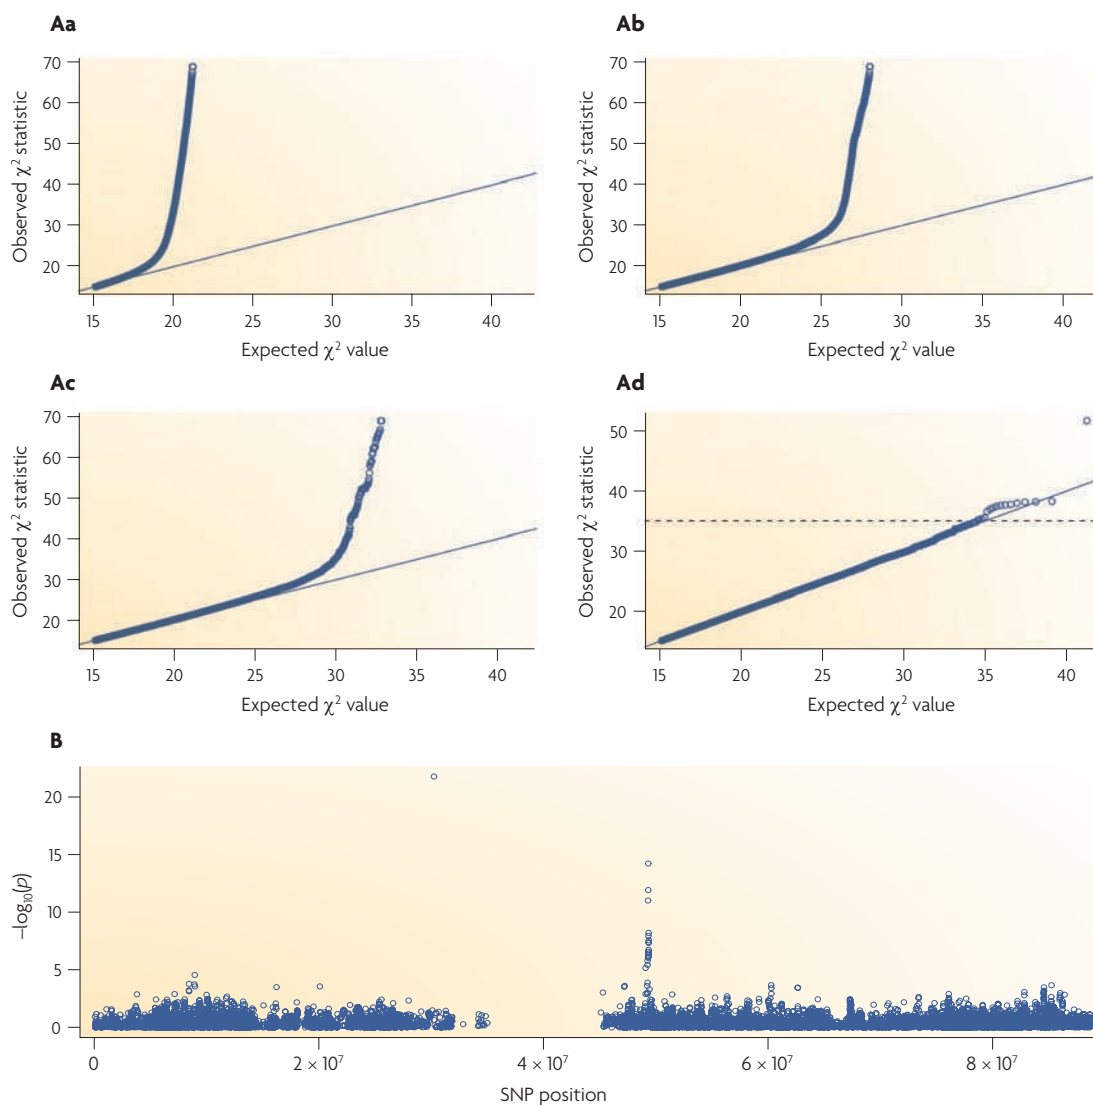 Aa
Ab
70
60
50
40
30
20
Observed χ² statistic
15 20 25 30 35 40
Expected χ² value
70
60
50
40
30
20
Observed χ² statistic
15 20 25 30 35 40
Expected χ² value
Ac
Ad
70
60
50
40
30
20
Observed χ² statistic
15 20 25 30 35 40
Expected χ² value
50
40
30
20
Observed χ² statistic
15 20 25 30 35 40
Expected χ² value
B
20
15
10
5
0
–log₁₀(p)
0 2 × 10⁷ 4 × 10⁷ 6 × 10⁷ 8 × 10⁷
SNP position